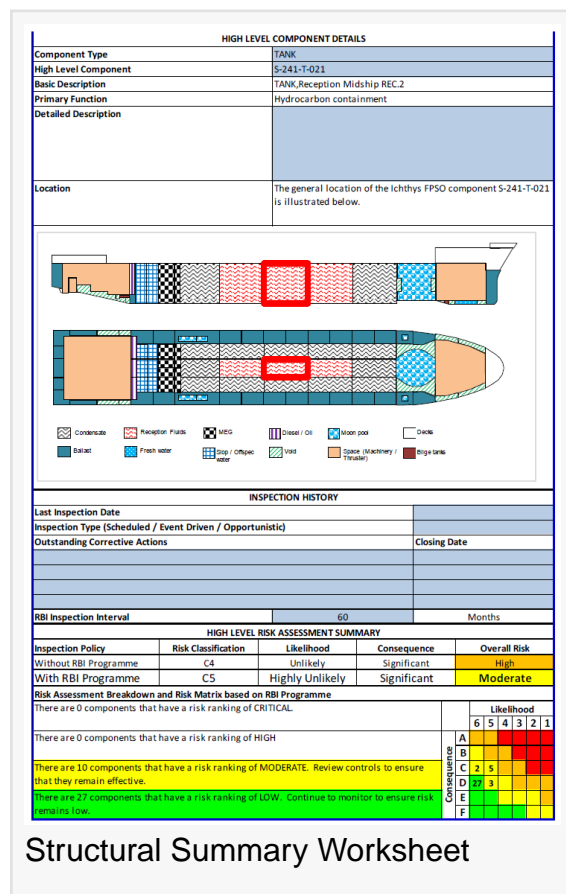 HIGH LEVEL COMPONENT DETAILS
Component Type TANK
High Level Component S-241-T-021
Basic Description TANK,Reception Midship REC.2
Primary Function Hydrocarbon containment
Detailed Description
Location The general location of the Ichthys FPSO component S-241-T-021
is illustrated below.
Condensate Reception Fluids MEG Diesel / Oil Moon pool Decks
Ballast Fresh water Slop / Offspec water Void Space (Machinery / Thruster) Bilge tanks
INSPECTION HISTORY
Last Inspection Date
Inspection Type (Scheduled / Event Driven / Opportunistic)
Outstanding Corrective Actions Closing Date
RBI Inspection Interval 60 Months
HIGH LEVEL RISK ASSESSMENT SUMMARY
Inspection Policy Risk Classification Likelihood Consequence Overall Risk
Without RBI Programme C4 Unlikely Significant High
With RBI Programme C5 Highly Unlikely Significant Moderate
Risk Assessment Breakdown and Risk Matrix based on RBI Programme
There are 0 components that have a risk ranking of CRITICAL.
Likelihood
6 5 4 3 2 1
There are 0 components that have a risk ranking of HIGH
Consequence
A
B
There are 10 components that have a risk ranking of MODERATE. Review controls to ensure
that they remain effective.
C 2 5
D 27 3
There are 27 components that have a risk ranking of LOW. Continue to monitor to ensure risk
remains low.
E
F
Structural Summary Worksheet